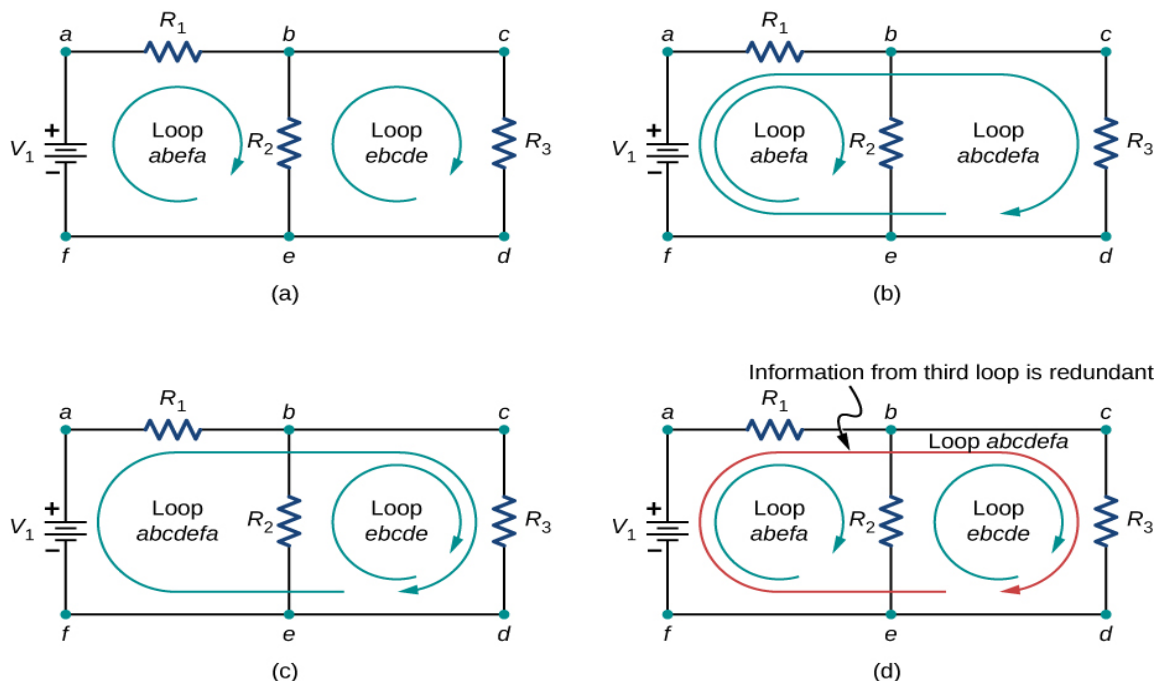 R1
a b c
Loop abefa
R2
Loop ebcde
R3
V1
+
−
f e d
(a)
R1
a b c
Loop abefa
R2
Loop abcdefa
R3
V1
+
−
f e d
(b)
R1
a b c
Loop abcdefa
R2
Loop ebcde
R3
V1
+
−
f e d
(c)
Information from third loop is redundant
R1
a b c
Loop abcdefa
Loop abefa
R2
Loop ebcde
R3
V1
+
−
f e d
(d)